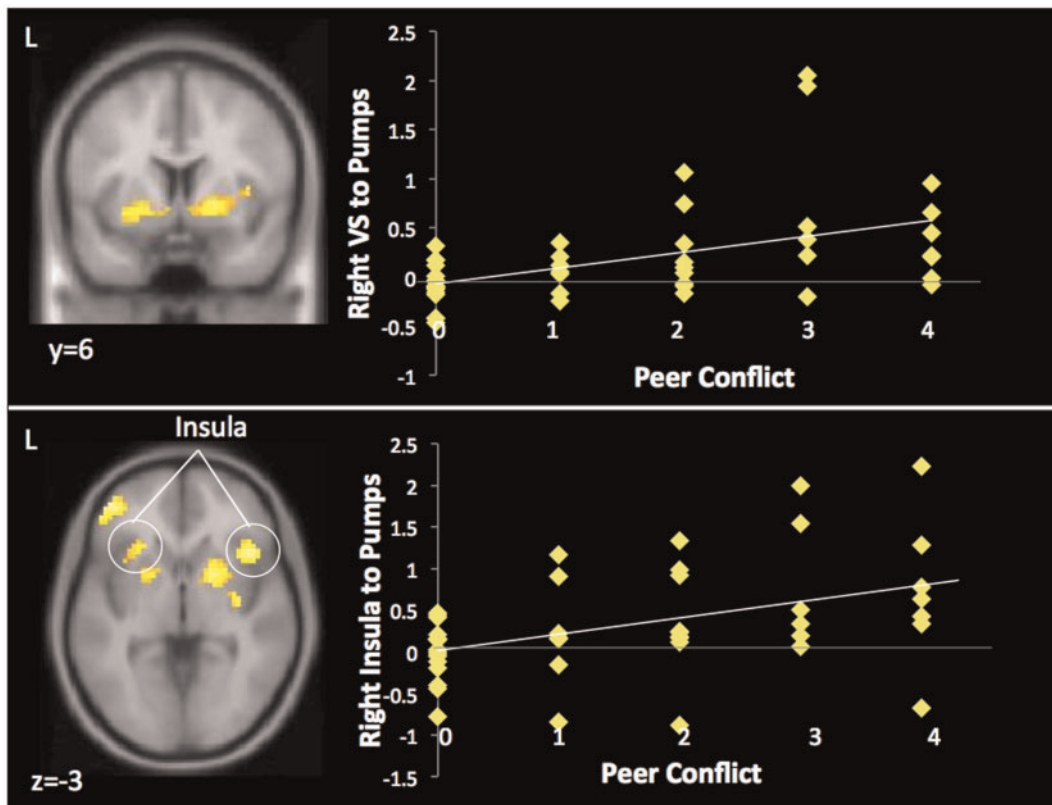 L
y=6
Right VS to Pumps
2.5
2
1.5
1
0.5
0
-0.5
-1
0 1 2 3 4
Peer Conflict
L
Insula
z=-3
Right Insula to Pumps
2.5
2
1.5
1
0.5
0
-0.5
-1
-1.5
0 1 2 3 4
Peer Conflict